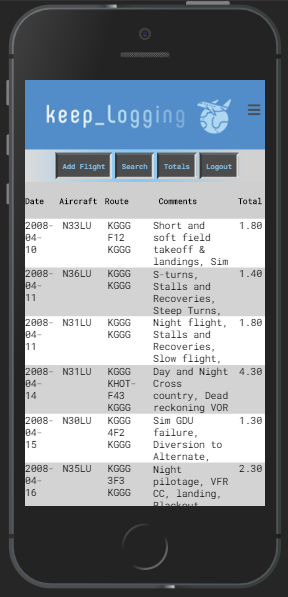 keep_logging
Add Flight Search Totals Logout
Date Aircraft Route Comments Total
2008- N33LU KGGG Short and 1.80
04- F12 soft field
10 KGGG takeoff &
landings, Sim
2008- N36LU KGGG S-turns, 1.40
04- KGGG Stalls and
11 Recoveries,
Steep Turns,
2008- N31LU KGGG Night flight, 1.80
04- KGGG Stalls and
11 Recoveries,
Slow flight,
2008- N31LU KGGG Day and Night 4.30
04- KHOT- Cross
14 F43 country, Dead
KGGG reckoning VOR
2008- N30LU KGGG Sim GDU 1.30
04- 4F2 failure,
15 KGGG Diversion to
Alternate,
2008- N35LU KGGG Night 2.30
04- 3F3 pilotage, VFR
16 KGGG CC, landing,
Blackout